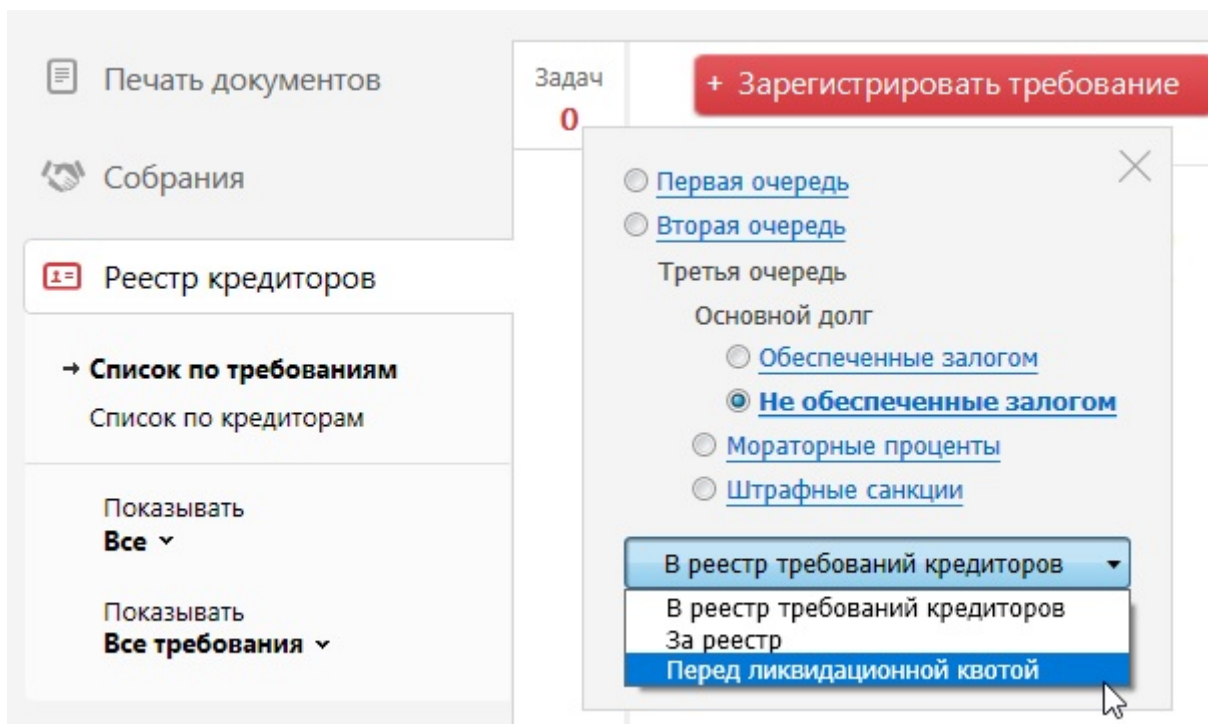 Печать документов
Собрания
Реестр кредиторов
→ Список по требованиям
Список по кредиторам
Показывать
Все
Показывать
Все требования
Задач
0
+ Зарегистрировать требование
Первая очередь
Вторая очередь
Третья очередь
Основной долг
Обеспеченные залогом
Не обеспеченные залогом
Мораторные проценты
Штрафные санкции
В реестр требований кредиторов
В реестр требований кредиторов
За реестр
Перед ликвидационной квотой